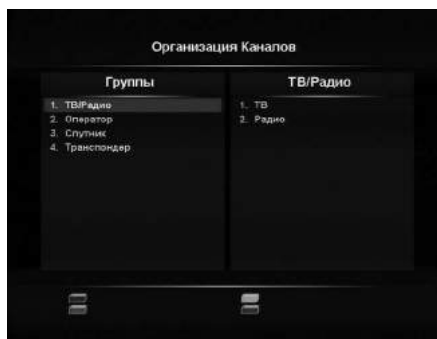 Организация Каналов
Группы
1. ТВ/Радио
2. Оператор
3. Спутник
4. Транспондер
ТВ/Радио
1. ТВ
2. Радио